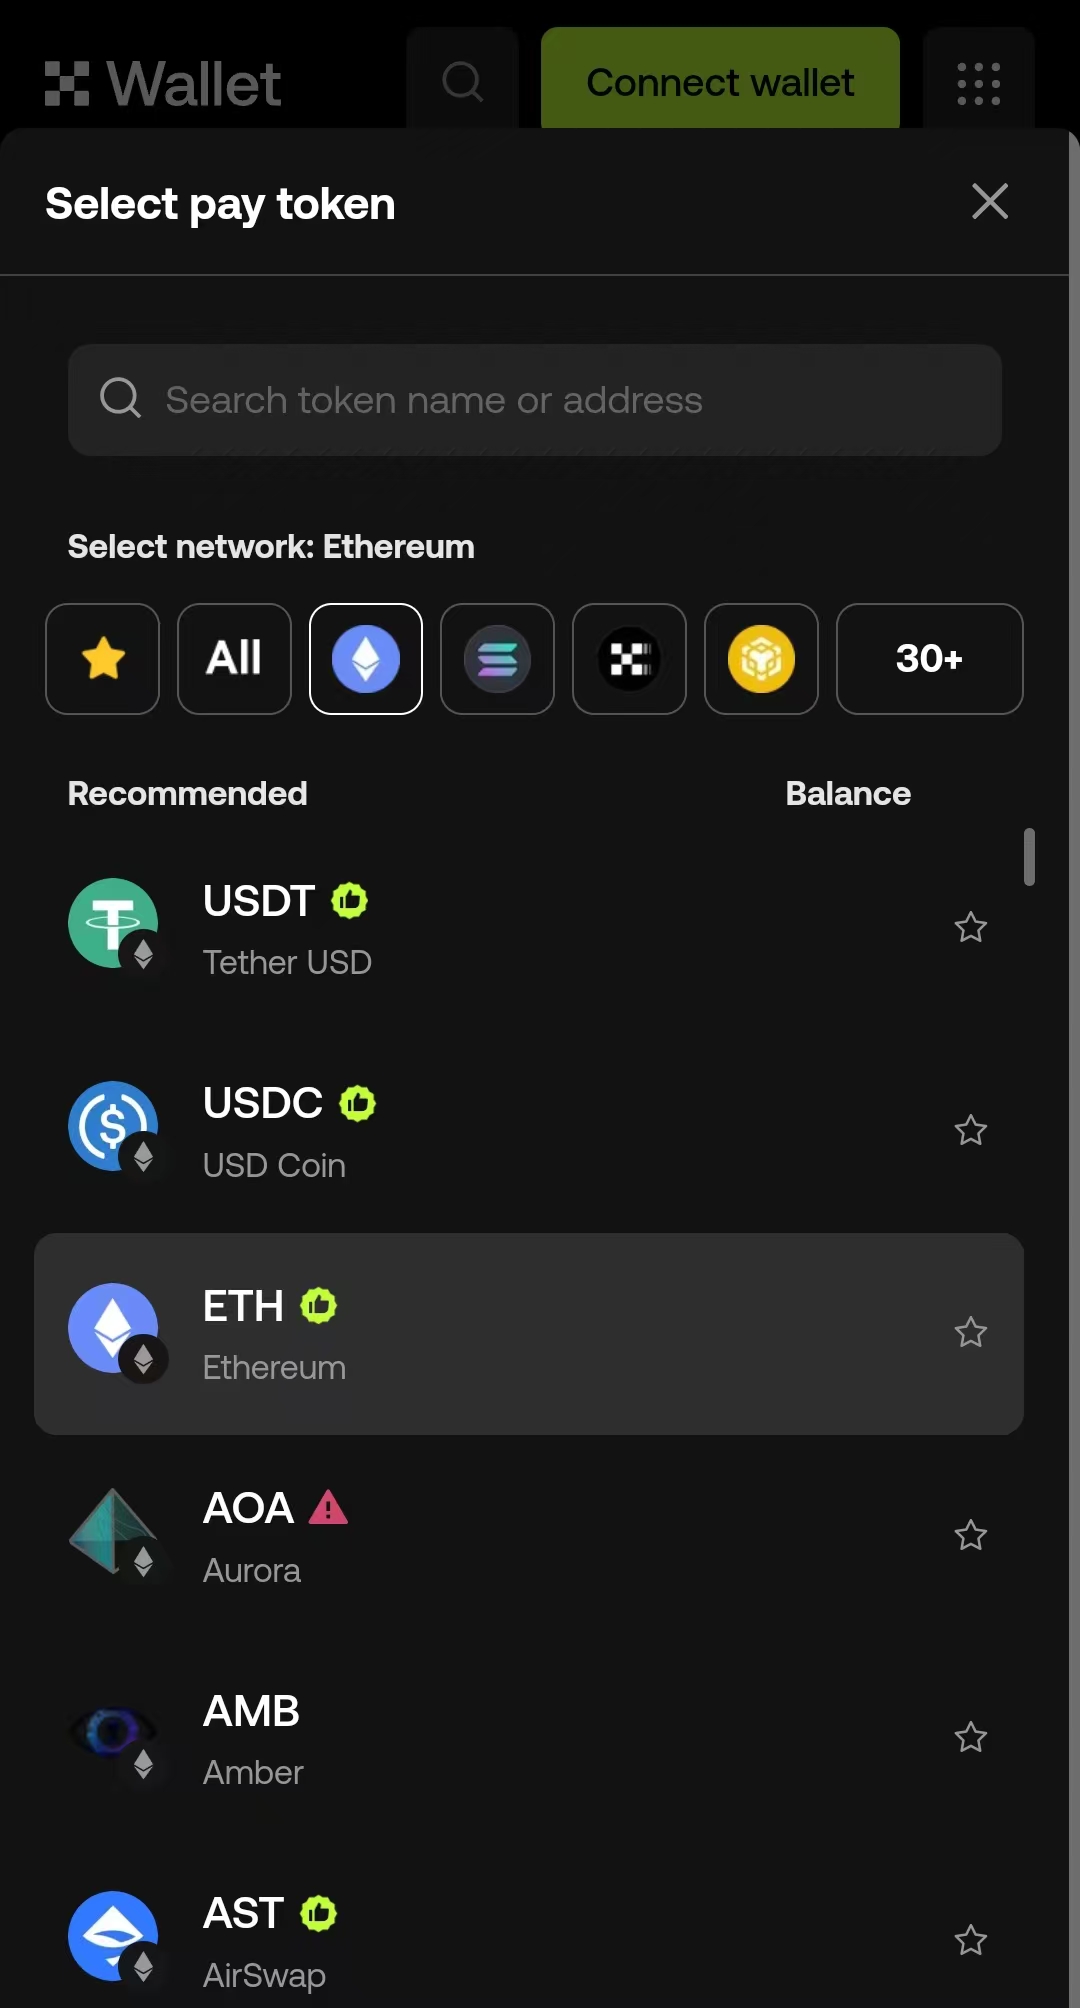 Wallet
Connect wallet
Select pay token
Search token name or address
Select network: Ethereum
All
30+
Recommended Balance
USDT
Tether USD
USDC
USD Coin
ETH
Ethereum
AOA
Aurora
AMB
Amber
AST
AirSwap